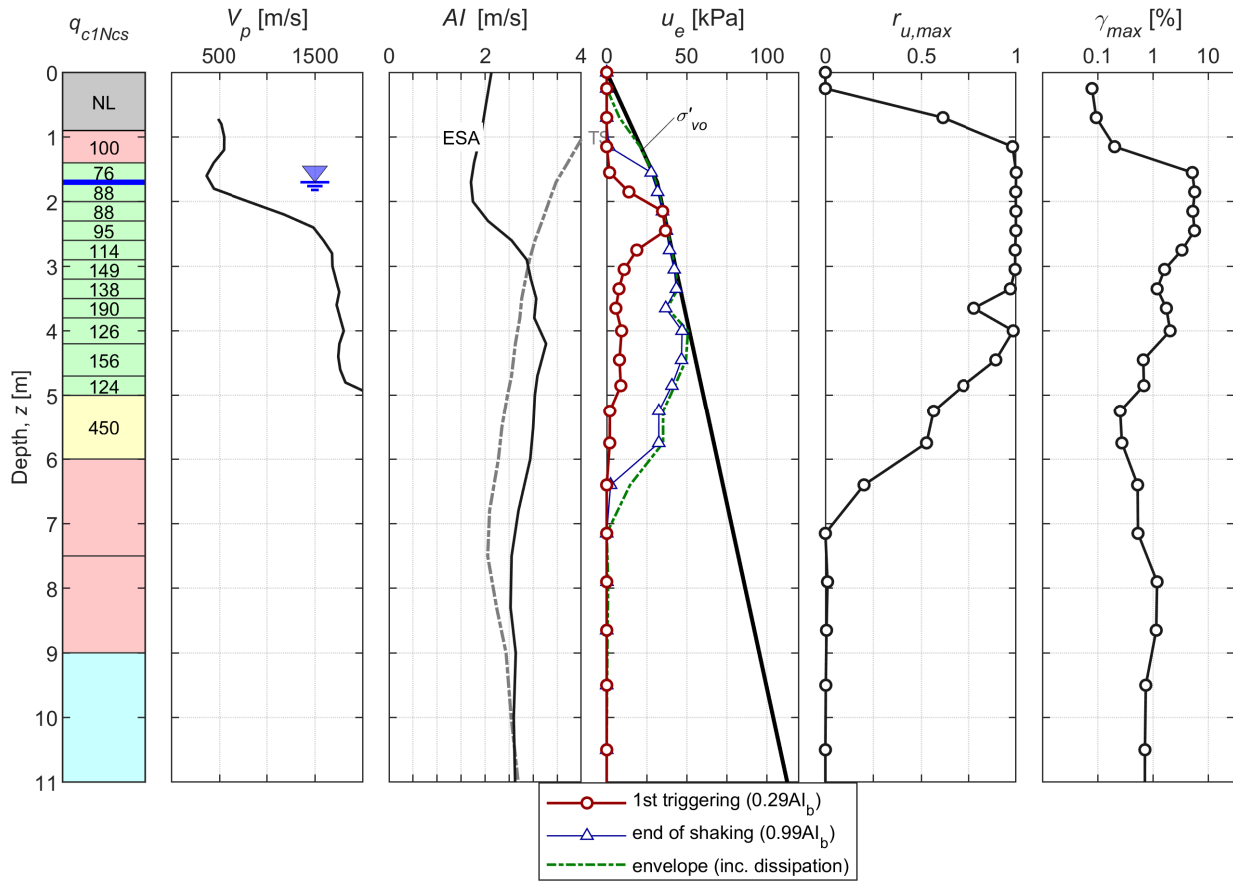 q_c1Ncs
V_p [m/s]
AI [m/s]
u_e [kPa]
r_u,max
γ_max [%]
500 1500
0 2 4
0 50 100
0 0.5 1
0.1 1 10
Depth, z [m]
0
1
2
3
4
5
6
7
8
9
10
11
NL
100
76
88
88
95
114
149
138
190
126
156
124
450
ESA
TS
σ'_vo
1st triggering (0.29AI_b)
end of shaking (0.99AI_b)
envelope (inc. dissipation)